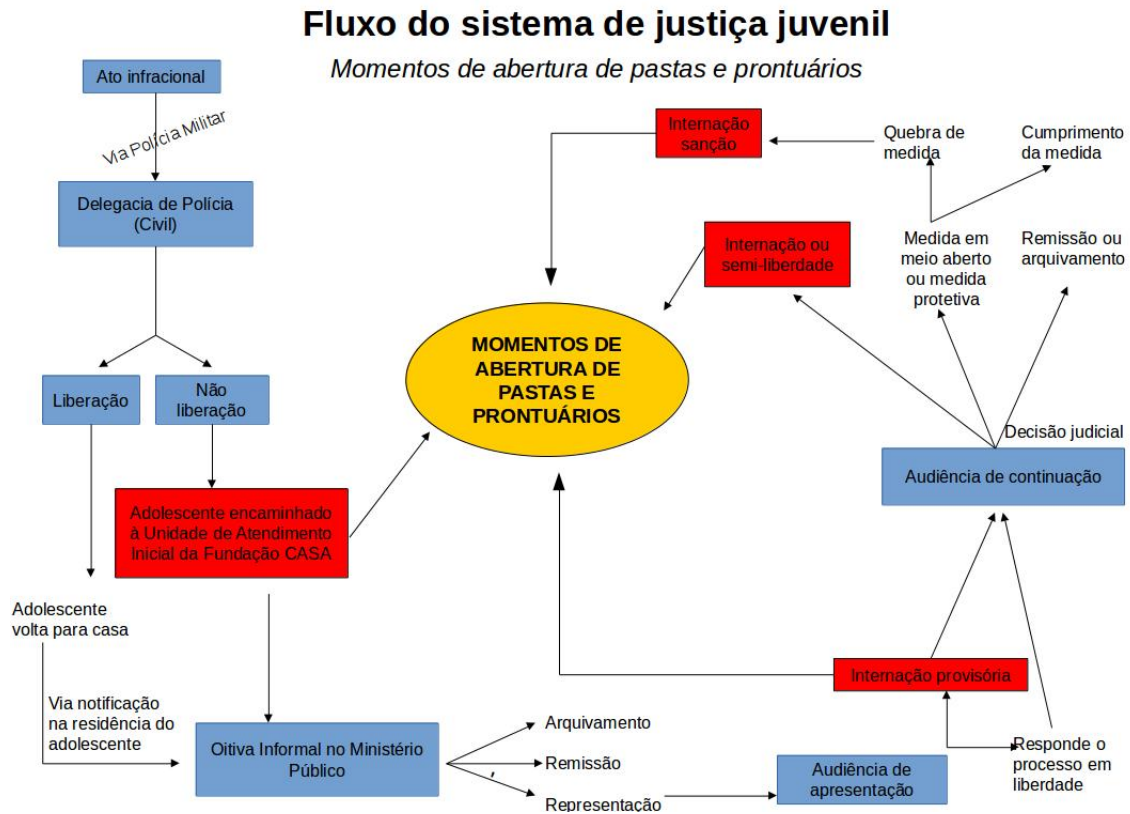 Fluxo do sistema de justiça juvenil
Momentos de abertura de pastas e prontuários
Ato infracional
Via Polícia Militar
Delegacia de Polícia
(Civil)
Liberação
Não
liberação
Adolescente encaminhado
à Unidade de Atendimento
Inicial da Fundação CASA
Adolescente
volta para casa
Via notificação
na residência do
adolescente
Oitiva Informal no Ministério
Público
Arquivamento
Remissão
Representação
Audiência de
apresentação
Responde o
processo em
liberdade
Internação provisória
Audiência de continuação
Decisão judicial
Internação ou
semi-liberdade
Medida em
meio aberto
ou medida
protetiva
Remissão ou
arquivamento
Quebra de
medida
Cumprimento
da medida
Internação
sanção
MOMENTOS DE
ABERTURA DE
PASTAS E
PRONTUÁRIOS